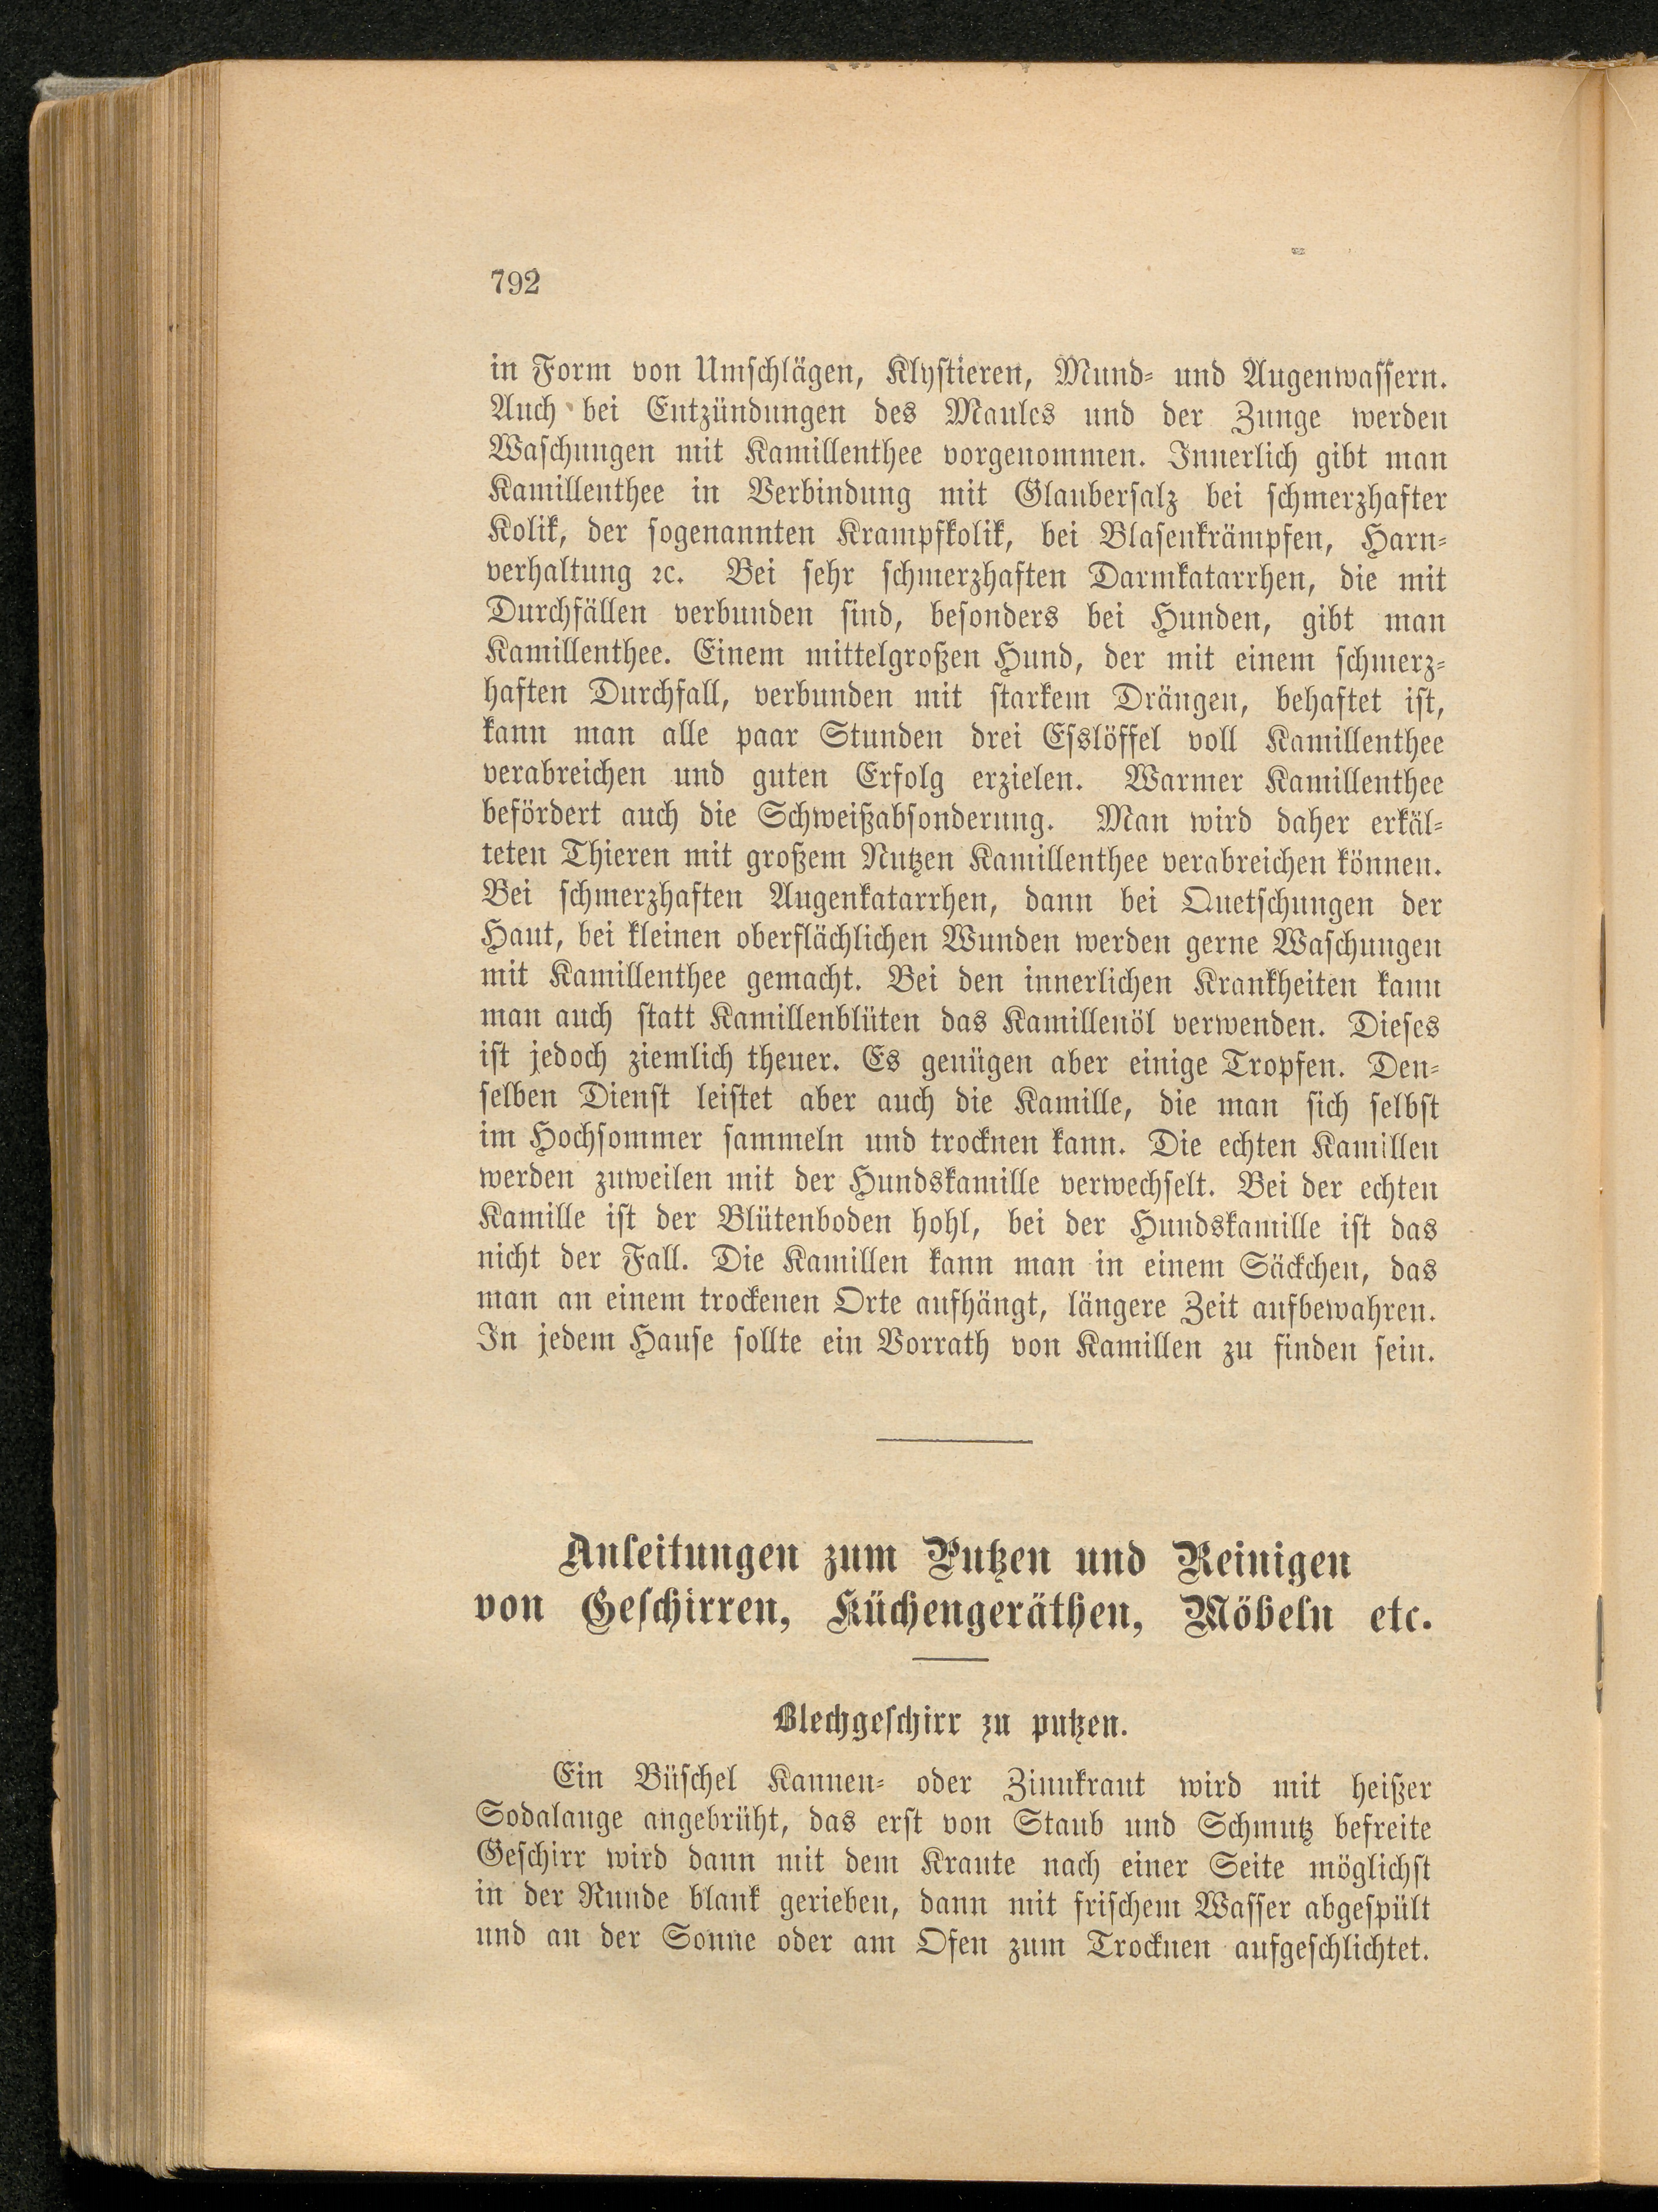 792
in Form von Umschlägen, Klystieren, Mund- und Augenwassern.
Auch bei Entzündungen des Maules und der Zunge werden
Waschungen mit Kamillenthee vorgenommen. Innerlich gibt man
Kamillenthee in Verbindung mit Glaubersalz bei schmerzhafter
Kolik, der sogenannten Krampfkolik, bei Blasenkrämpfen, Harn-
verhaltung ꝛc. Bei sehr schmerzhaften Darmkatarrhen, die mit
Durchfällen verbunden sind, besonders bei Hunden, gibt man
Kamillenthee. Einem mittelgroßen Hund, der mit einem schmerz-
haften Durchfall, verbunden mit starkem Drängen, behaftet ist,
kann man alle paar Stunden drei Esslöffel voll Kamillenthee
verabreichen und guten Erfolg erzielen. Warmer Kamillenthee
befördert auch die Schweißabsonderung. Man wird daher erkäl-
teten Thieren mit großem Nutzen Kamillenthee verabreichen können.
Bei schmerzhaften Augenkatarrhen, dann bei Quetschungen der
Haut, bei kleinen oberflächlichen Wunden werden gerne Waschungen
mit Kamillenthee gemacht. Bei den innerlichen Krankheiten kann
man auch statt Kamillenblüten das Kamillenöl verwenden. Dieses
ist jedoch ziemlich theuer. Es genügen aber einige Tropfen. Den-
selben Dienst leistet aber auch die Kamille, die man sich selbst
im Hochsommer sammeln und trocknen kann. Die echten Kamillen
werden zuweilen mit der Hundskamille verwechselt. Bei der echten
Kamille ist der Blütenboden hohl, bei der Hundskamille ist das
nicht der Fall. Die Kamillen kann man in einem Säckchen, das
man an einem trockenen Orte aufhängt, längere Zeit aufbewahren.
In jedem Hause sollte ein Vorrath von Kamillen zu finden sein.
Anleitungen zum Putzen und Reinigen
von Geschirren, Küchengeräthen, Möbeln etc.
Blechgeschirr zu putzen.
Ein Büschel Kannen- oder Zinnkraut wird mit heißer
Sodalauge angebrüht, das erst von Staub und Schmutz befreite
Geschirr wird dann mit dem Kraute nach einer Seite möglichst
in der Runde blank gerieben, dann mit frischem Wasser abgespült
und an der Sonne oder am Ofen zum Trocknen aufgeschlichtet.